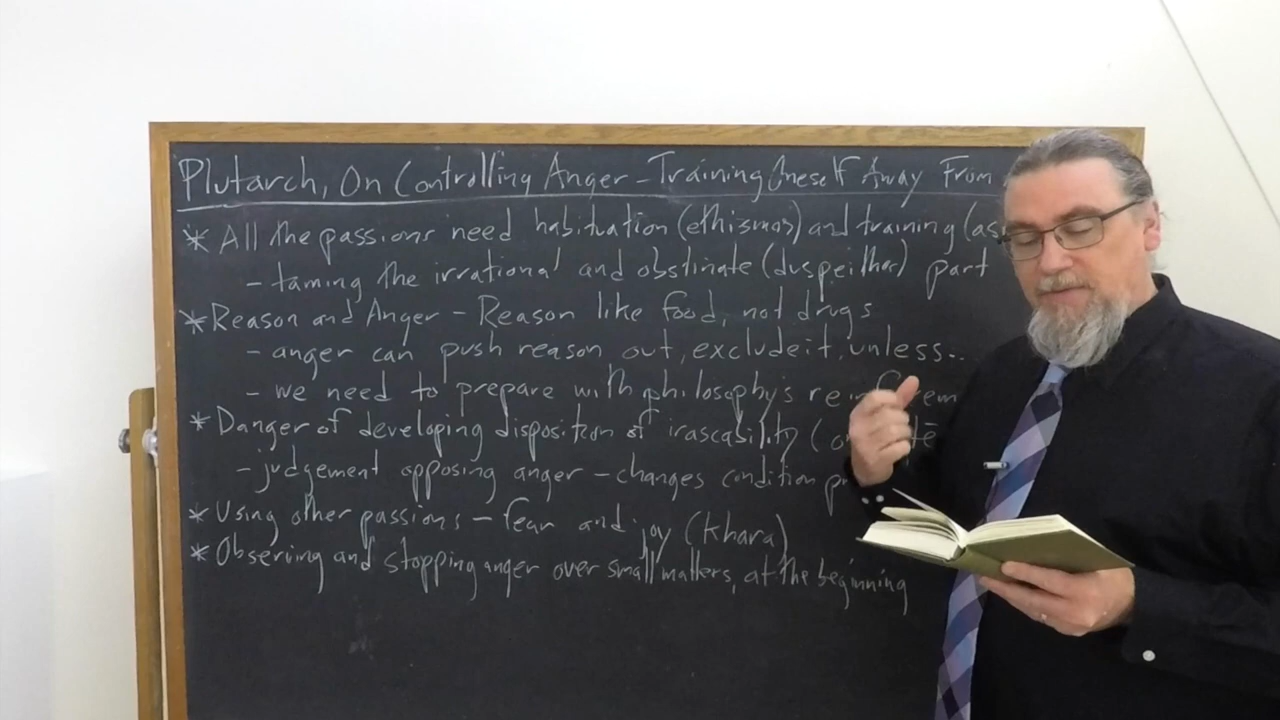 Plutarch, On Controlling Anger - Training Oneself Away From
* All the passions need habituation (ethismos) and training (as
- taming the irrational and obstinate (duspeithes) part
* Reason and Anger - Reason like food, not drugs
- anger can push reason out, exclude it, unless..
- we need to prepare with philosophy's
* Danger of developing disposition of irascability
- judgement opposing anger - changes condition
* Using other passions - fear and joy (khara)
* Observing and stopping anger over small matters, at the beginning